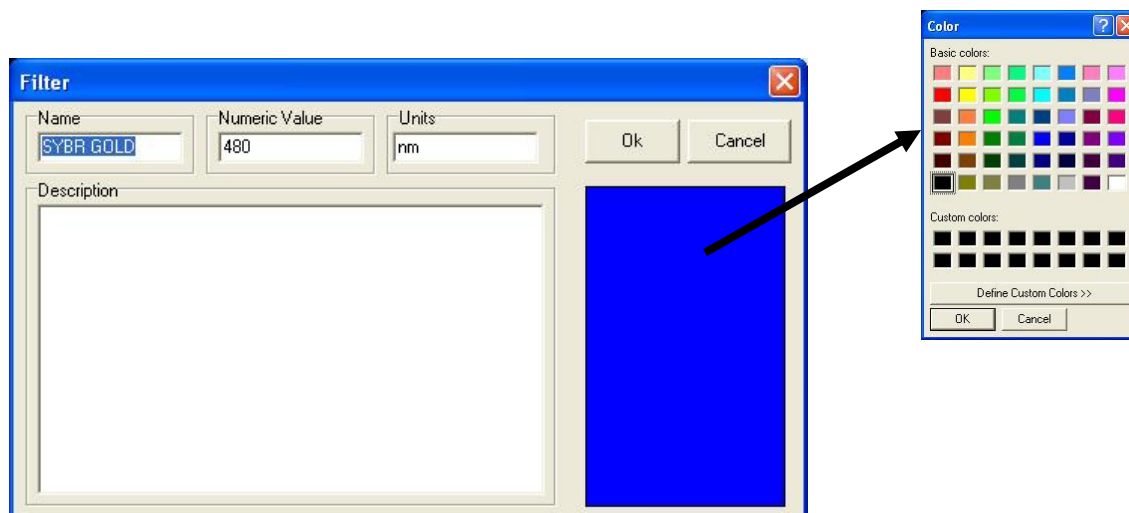 Filter
Name
Numeric Value
Units
SYBR GOLD
480
nm
Ok
Cancel
Description
Color
?
Basic colors:
Custom colors:
Define Custom Colors >>
OK
Cancel